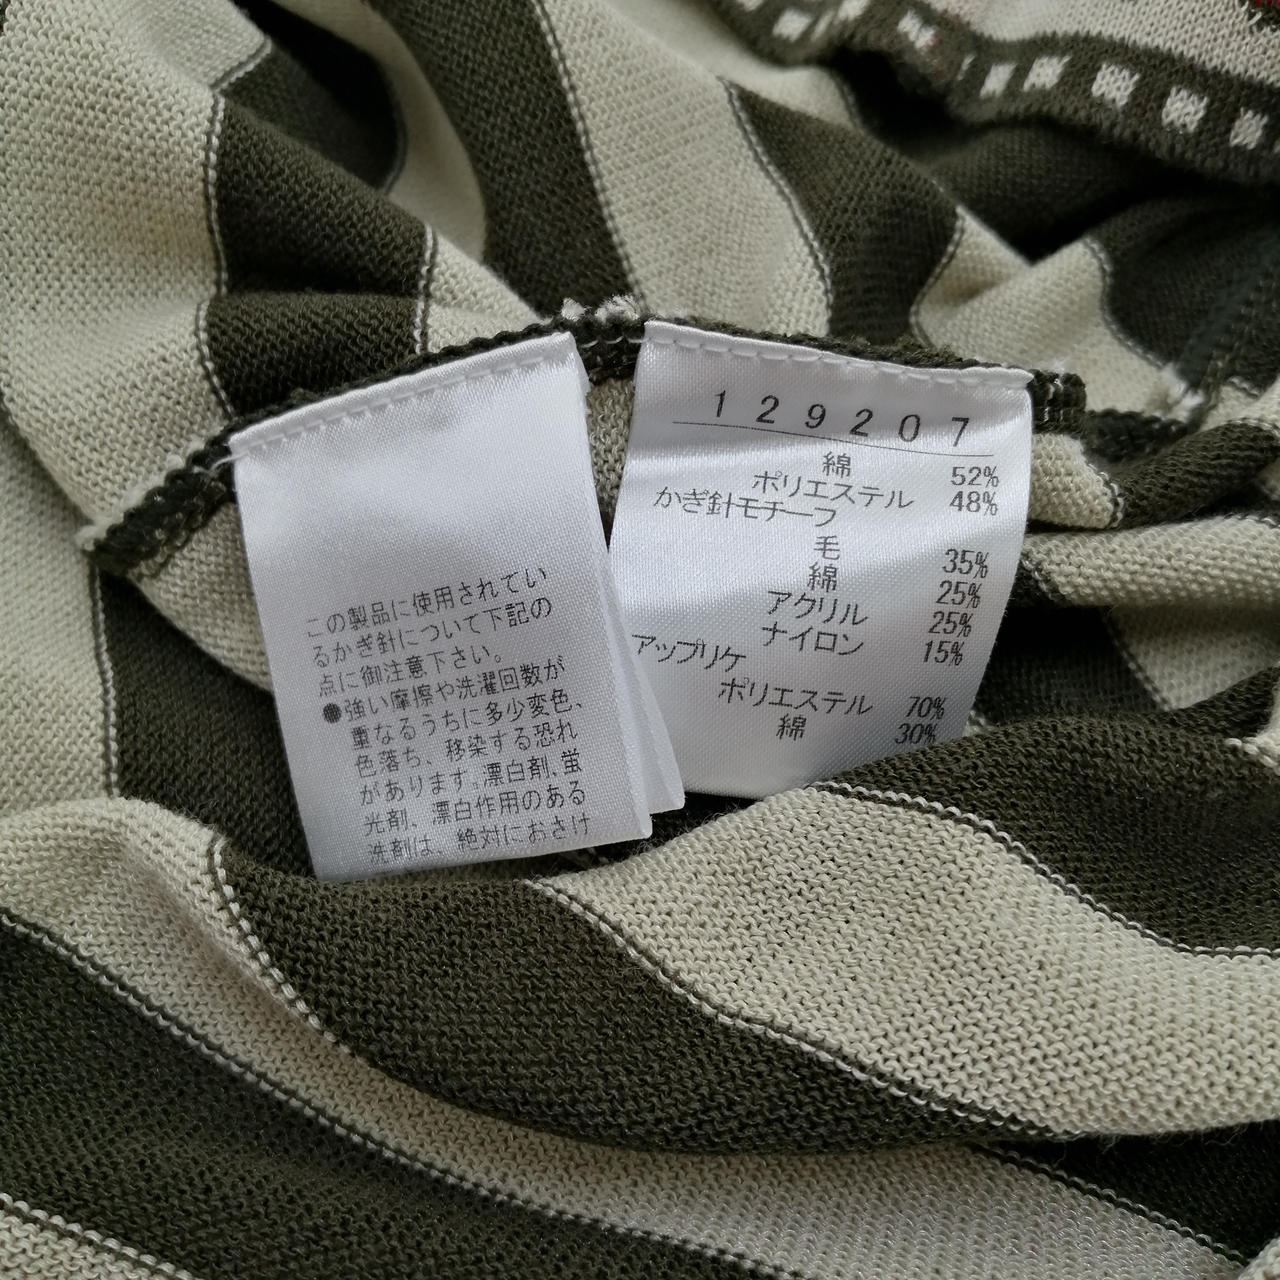 この製品に使用されてい
るかぎ針について下記の
点に御注意下さい。
●強い摩擦や洗濯回数が
重なるうちに多少変色、
色落ち、移染する恐れ
があります。漂白剤、蛍
光剤、漂白作用のある
洗剤は、絶対におさけ
129207
綿 52%
ポリエステル 48%
かぎ針モチーフ
毛 35%
綿 25%
アクリル 25%
ナイロン 15%
アップリケ
ポリエステル 70%
綿 30%